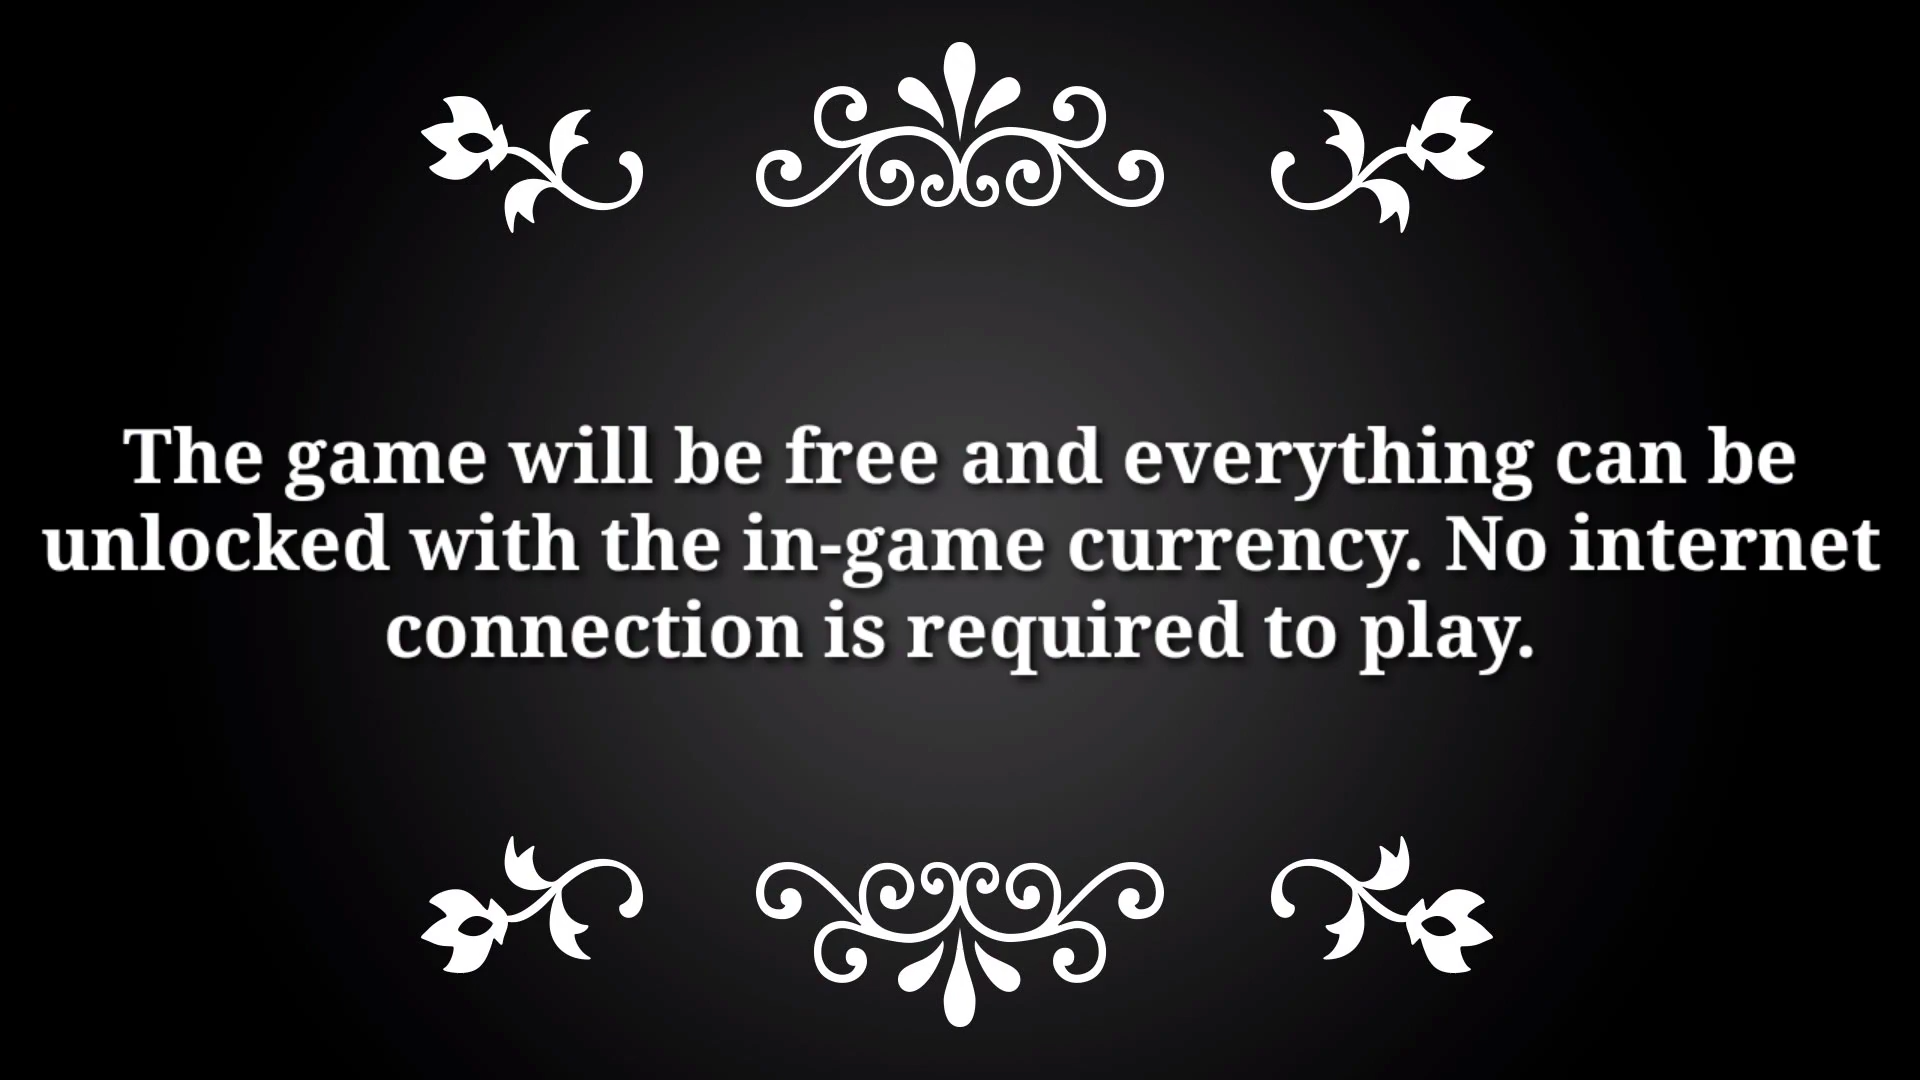 The game will be free and everything can be
unlocked with the in-game currency. No internet
connection is required to play.